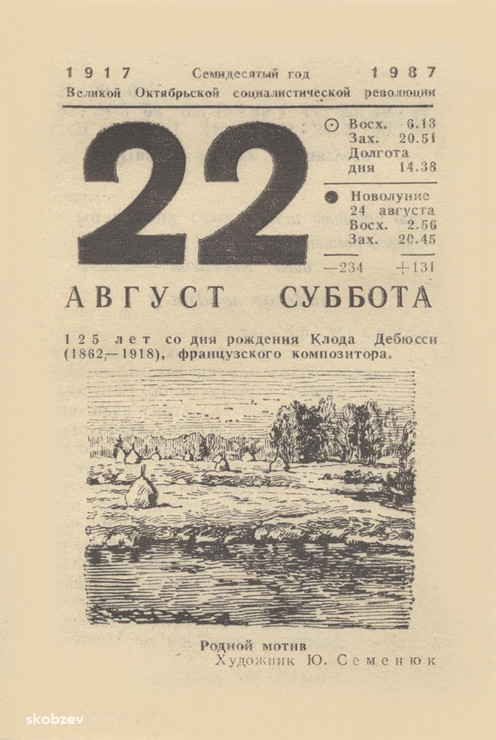 1917 Семидесятый год 1987
Великой Октябрьской социалистической революции
22
Восх. 6.13
Зах. 20.51
Долгота
дня 14.38
Новолуние
24 августа
Восх. 2.56
Зах. 20.45
—234 +131
АВГУСТ СУББОТА
125 лет со дня рождения Клода Дебюсси
(1862,—1918), французского композитора.
Родной мотив
Художник Ю. Семенюк
skobzev